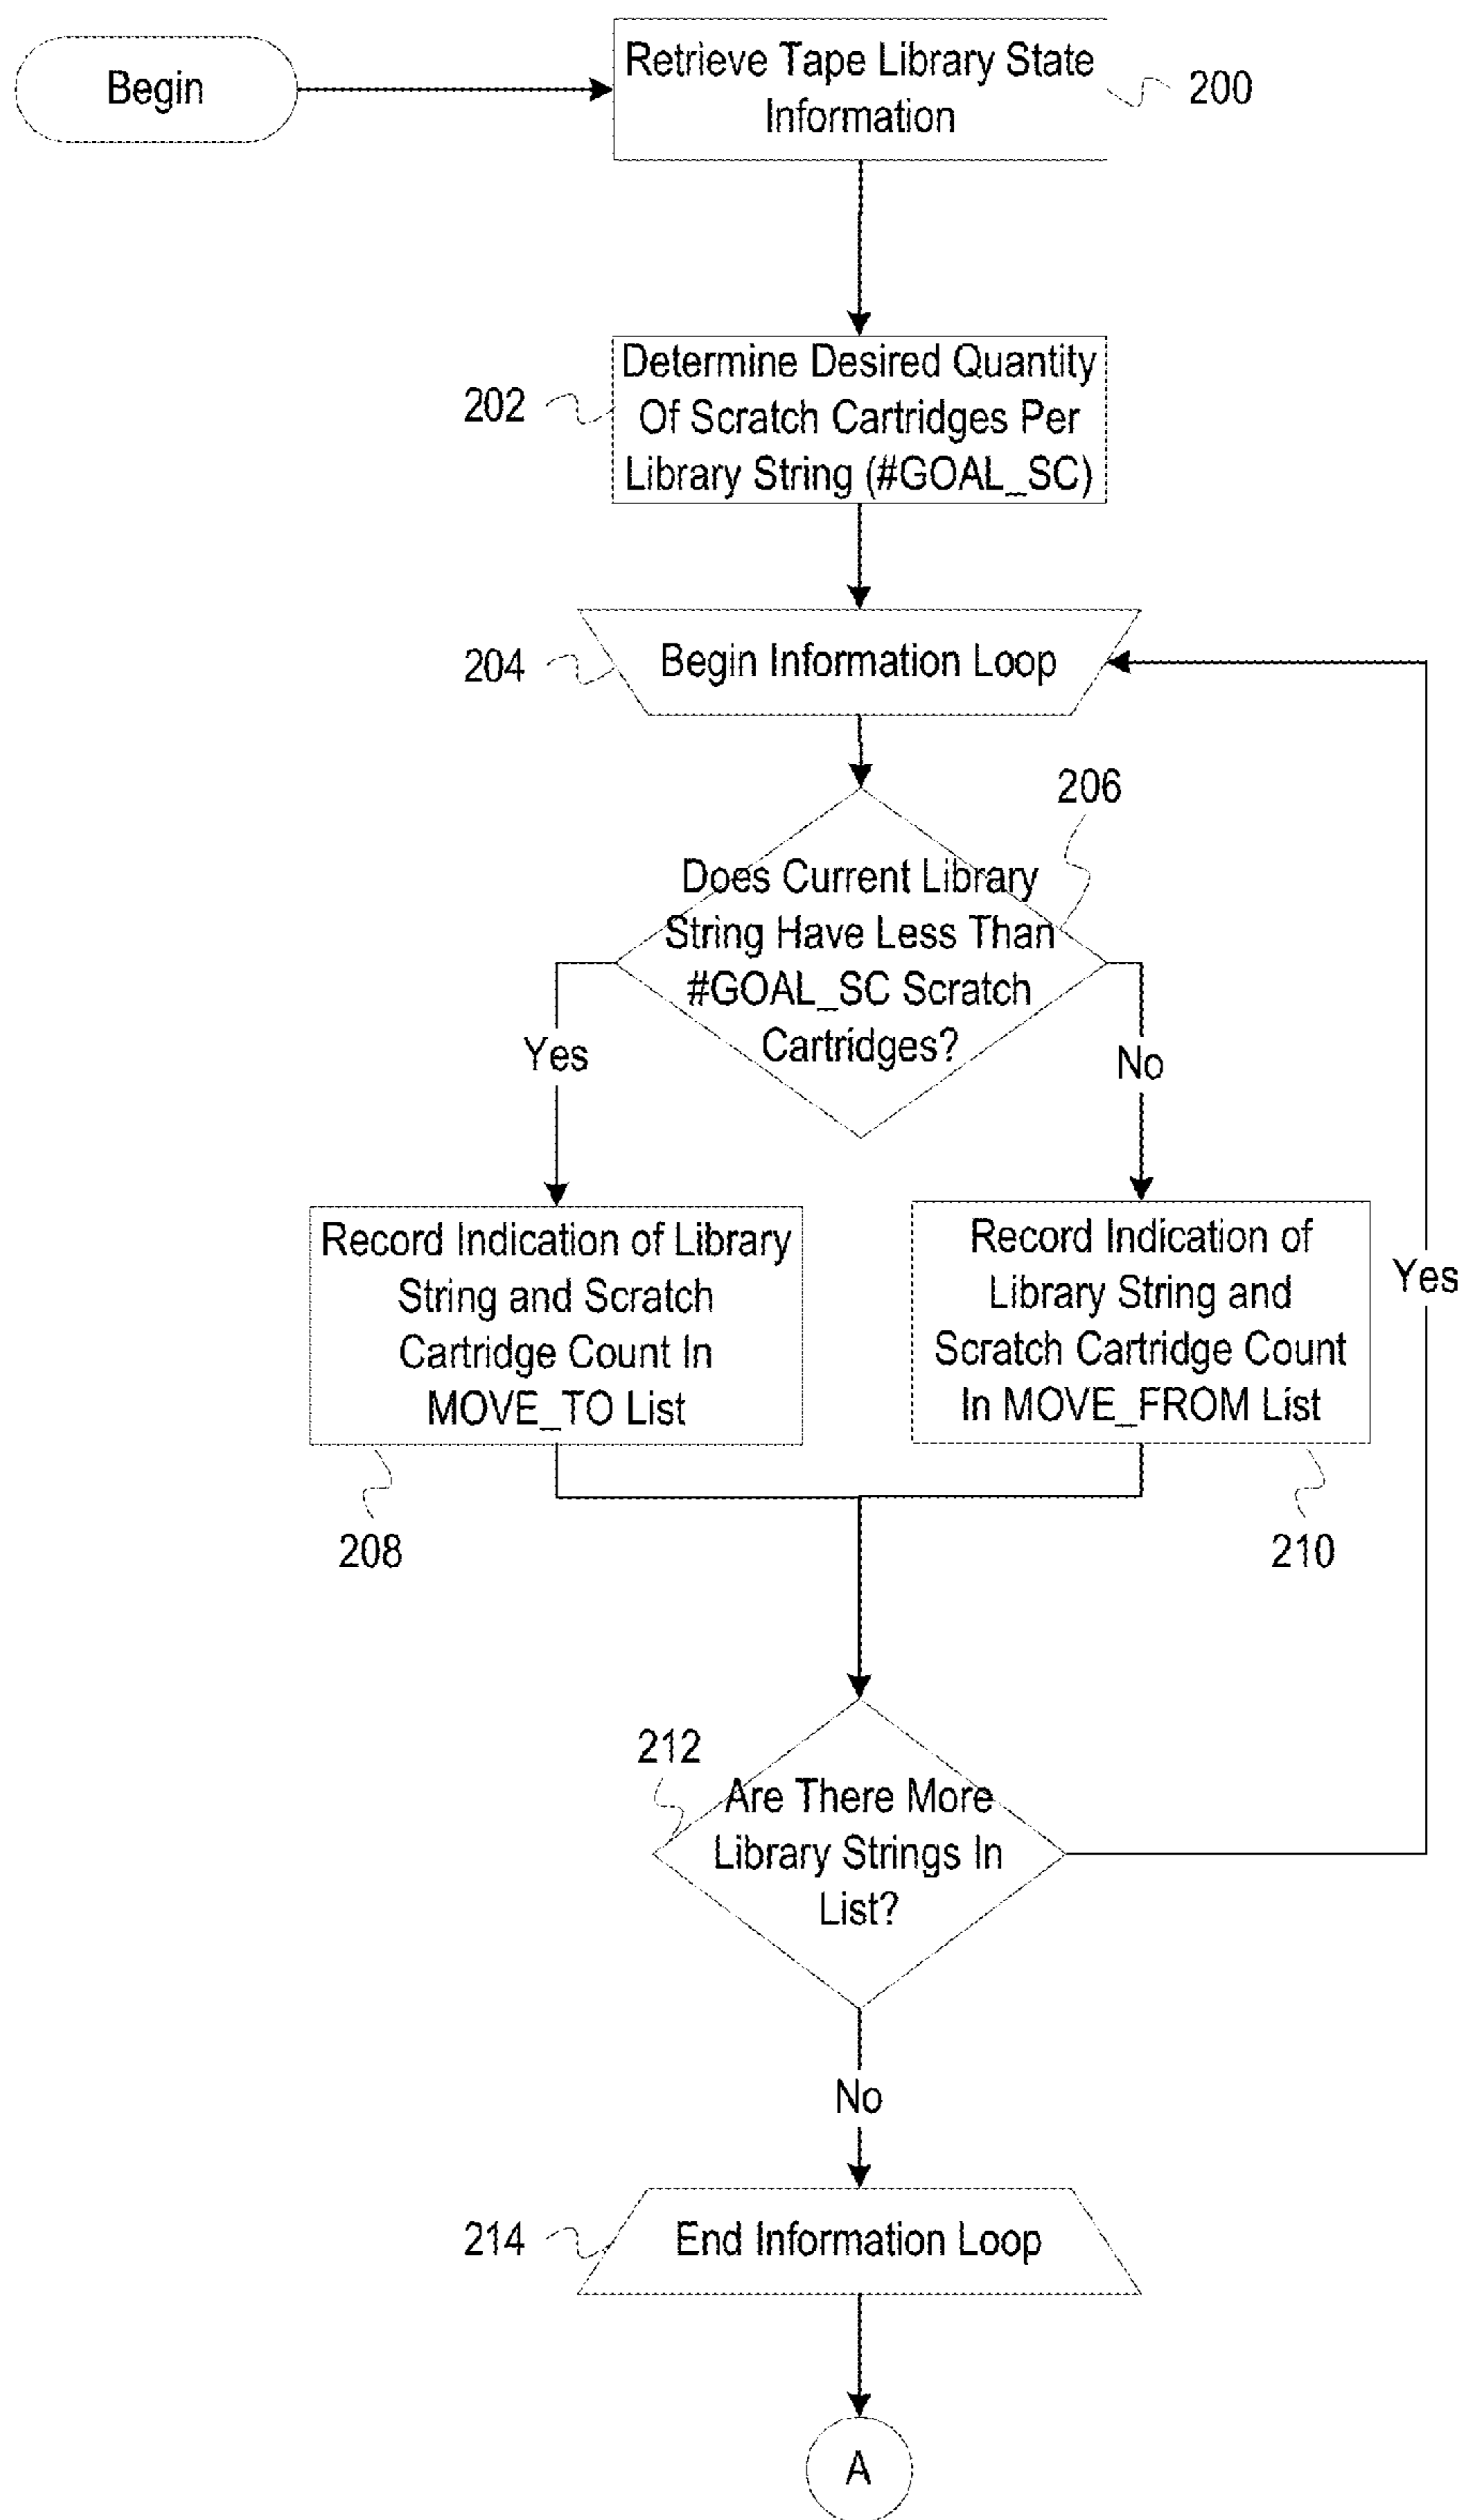 Begin
Retrieve Tape Library State
Information
200
Determine Desired Quantity
Of Scratch Cartridges Per
Library String (#GOAL_SC)
202
Begin Information Loop
204
206
Does Current Library
String Have Less Than
#GOAL_SC Scratch
Cartridges?
Yes
No
Record Indication of Library
String and Scratch
Cartridge Count In
MOVE_TO List
Record Indication of
Library String and
Scratch Cartridge Count
In MOVE_FROM List
Yes
208
210
212
Are There More
Library Strings In
List?
No
214
End Information Loop
A